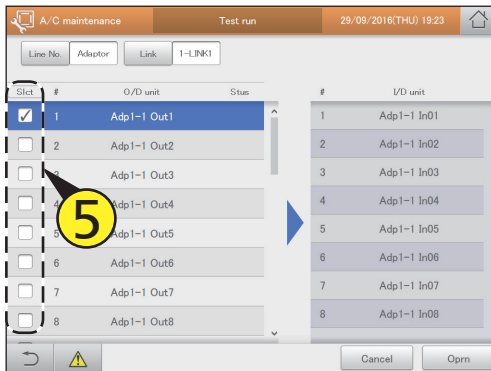 A/C maintenance Test run 29/09/2016(THU) 19:23
Line No. Adaptor Link 1-LINK1
Slct # O/D unit Stus # I/D unit
1 Adp1-1 Out1 1 Adp1-1 In01
2 Adp1-1 Out2 2 Adp1-1 In02
3 Adp1-1 Out3 3 Adp1-1 In03
4 Adp1-1 Out4 4 Adp1-1 In04
5 Adp1-1 Out5 5 Adp1-1 In05
6 Adp1-1 Out6 6 Adp1-1 In06
7 Adp1-1 Out7 7 Adp1-1 In07
8 Adp1-1 Out8 8 Adp1-1 In08
5
Cancel Oprn